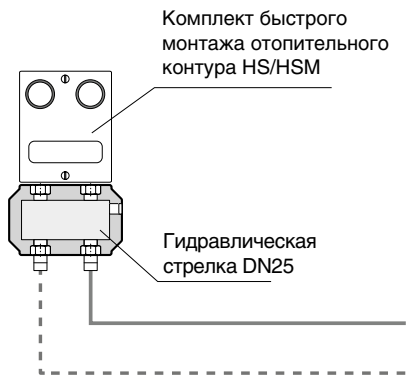 Комплект быстрого
монтажа отопительного
контура HS/HSM
Гидравлическая
стрелка DN25